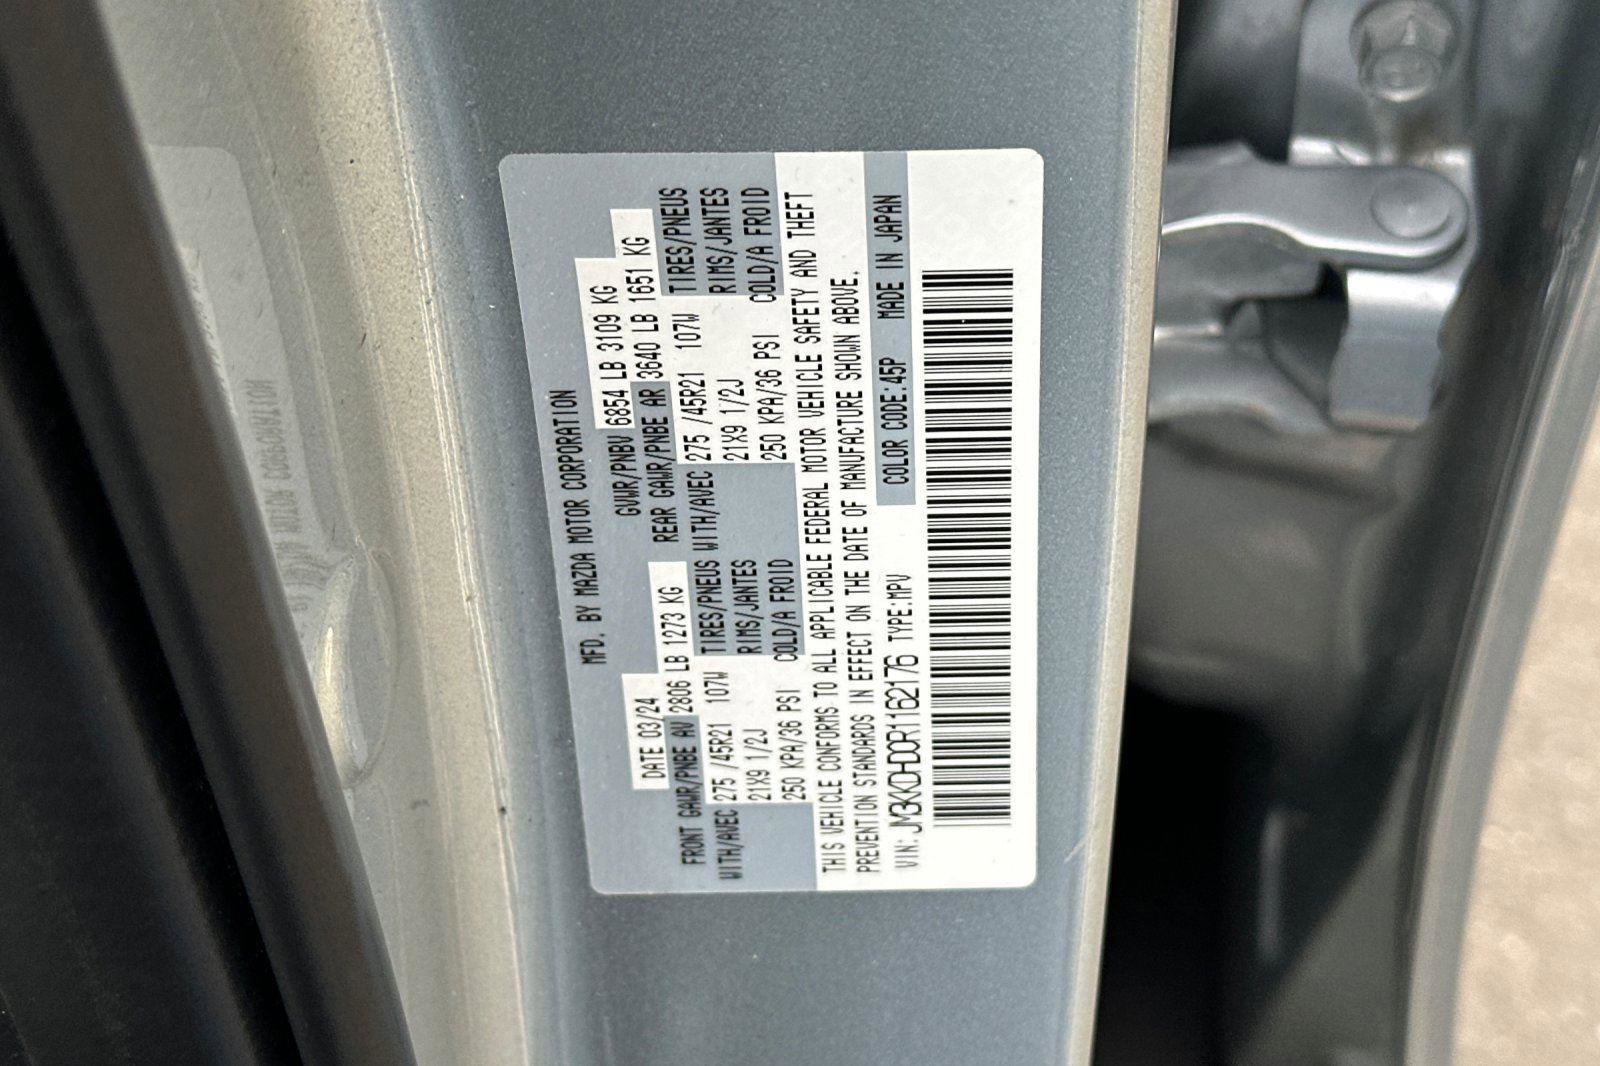 MFD. BY MAZDA MOTOR CORPORATION
DATE 03/24 GVWR/PNBV 6854 LB 3109 KG
FRONT GAWR/PNBE AV 2806 LB 1273 KG REAR GAWR/PNBE AR 3640 LB 1651 KG
WITH/AVEC 275 /45R21 107W TIRES/PNEUS WITH/AVEC 275 /45R21 107W TIRES/PNEUS
21X9 1/2J RIMS/JANTES 21X9 1/2J RIMS/JANTES
250 KPA/36 PSI COLD/A FROID 250 KPA/36 PSI COLD/A FROID
THIS VEHICLE CONFORMS TO ALL APPLICABLE FEDERAL MOTOR VEHICLE SAFETY AND THEFT
PREVENTION STANDARDS IN EFFECT ON THE DATE OF MANUFACTURE SHOWN ABOVE.
VIN: JM3KKDHD0R1162176 TYPE:MPV COLOR CODE:45P MADE IN JAPAN